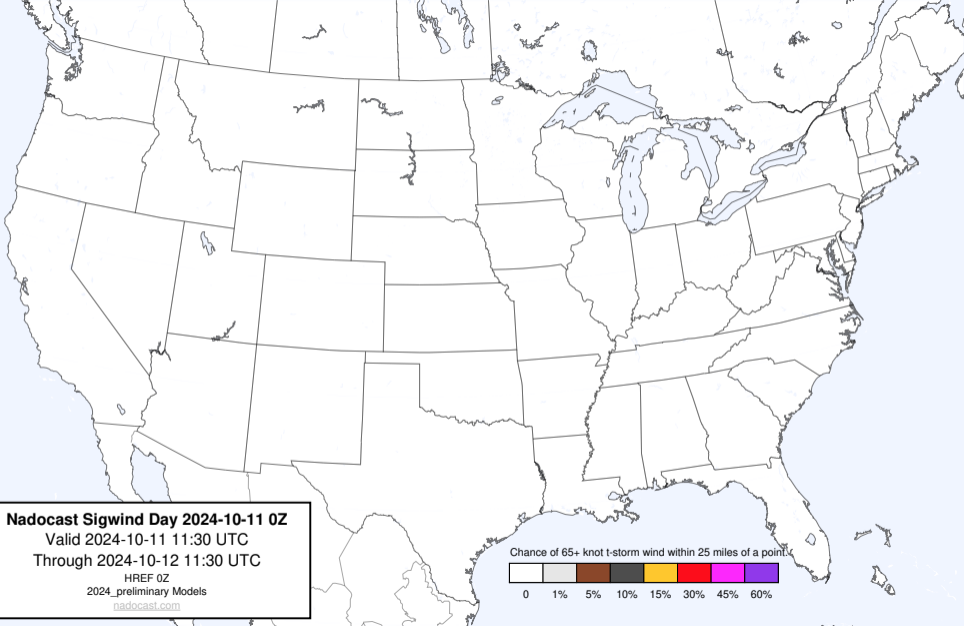 Nadocast Sigwind Day 2024-10-11 0Z
Valid 2024-10-11 11:30 UTC
Through 2024-10-12 11:30 UTC
HREF 0Z
2024_preliminary Models
nadocast.com
Chance of 65+ knot t-storm wind within 25 miles of a point.
0 1% 5% 10% 15% 30% 45% 60%